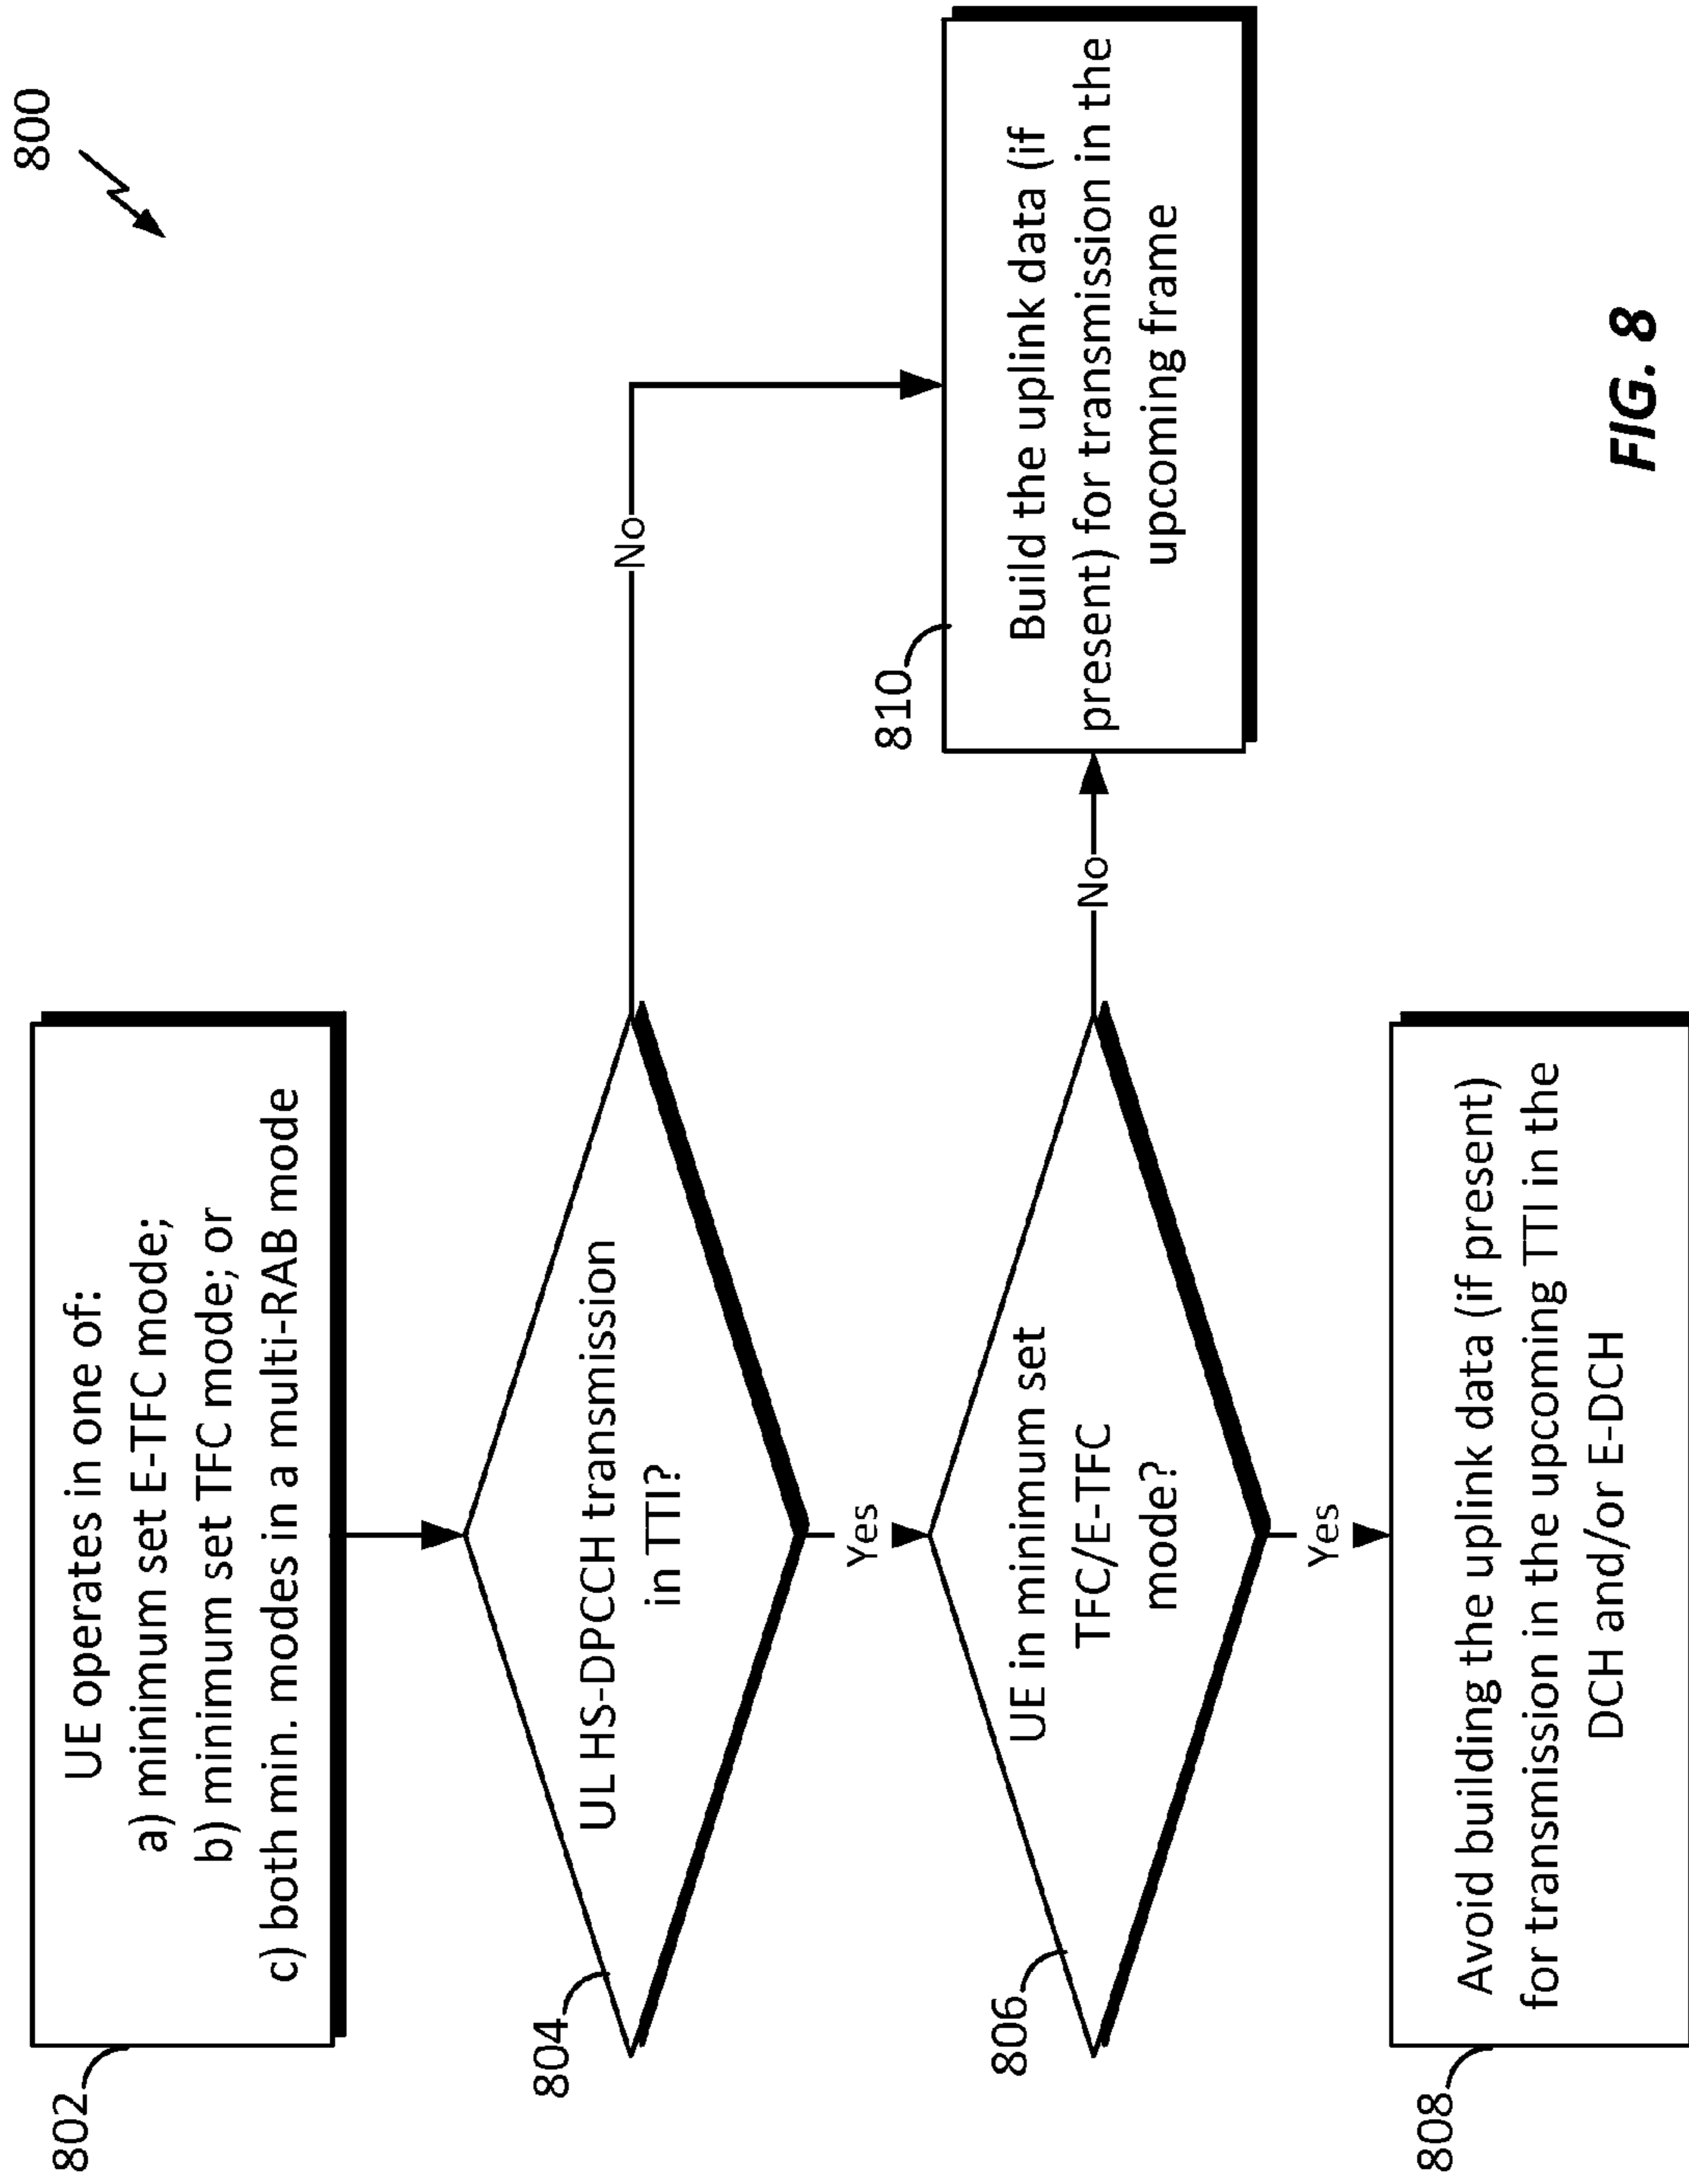 800
802
UE operates in one of:
a) minimum set E-TFC mode;
b) minimum set TFC mode; or
c) both min. modes in a multi-RAB mode
804
UL HS-DPCCH transmission
in TTI?
No
Yes
806
UE in minimum set
TFC/E-TFC
mode?
No
Yes
810
Build the uplink data (if
present) for transmission in the
upcoming frame
808
Avoid building the uplink data (if present)
for transmission in the upcoming TTI in the
DCH and/or E-DCH
FIG. 8